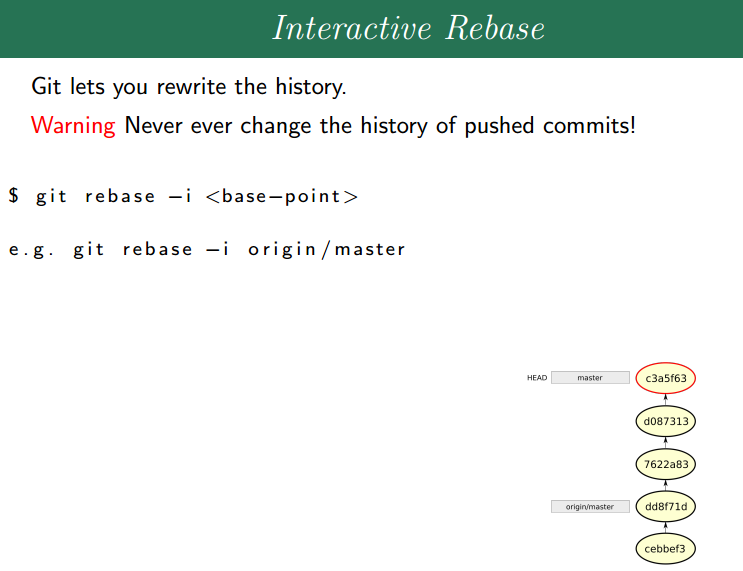 Interactive Rebase
Git lets you rewrite the history.
Warning Never ever change the history of pushed commits!
$ git rebase −i <base−point>
e.g. git rebase −i origin/master
HEAD master c3a5f63
d087313
7622a83
origin/master dd8f71d
cebbef3